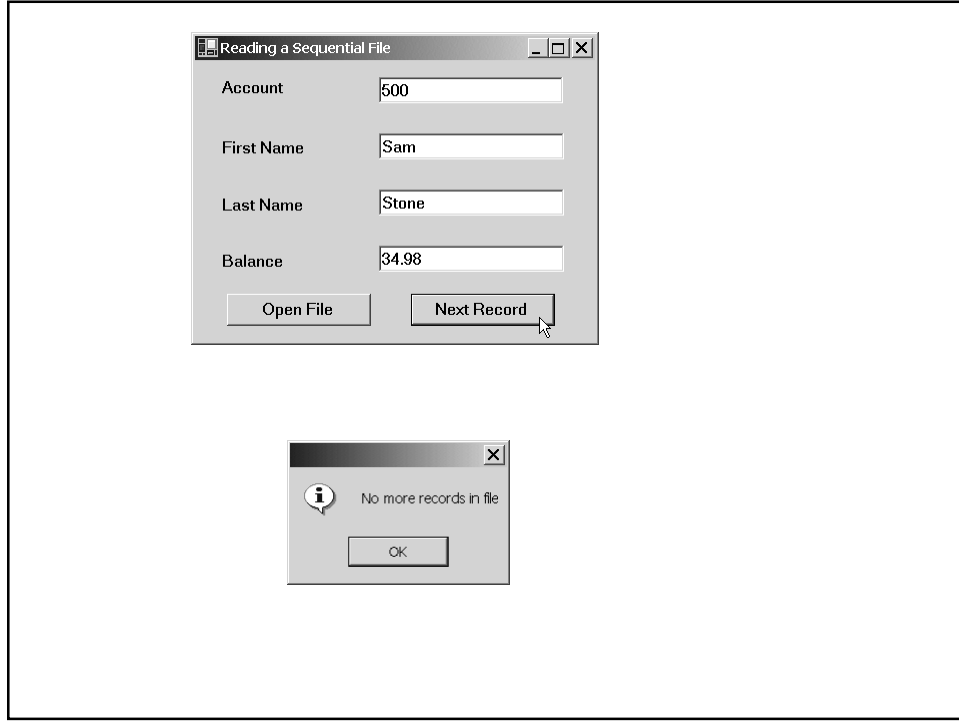 Reading a Sequential File
Account 500
First Name Sam
Last Name Stone
Balance 34.98
Open File Next Record
No more records in file
OK